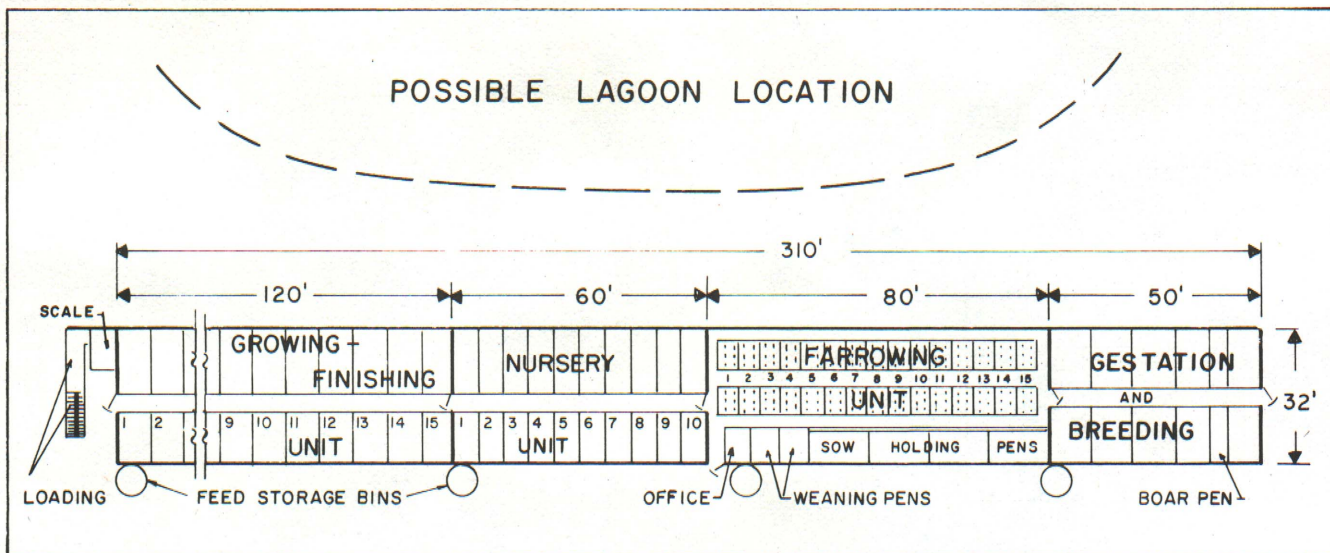 POSSIBLE LAGOON LOCATION
310'
120' 60' 80' 50'
SCALE
GROWING-
FINISHING
NURSERY
FARROWING
GESTATION
1 2 3 4 5 6 7 8 9 10 11 12 13 14 15
AND
32'
1 2 9 10 11 12 13 14 15
UNIT
1 2 3 4 5 6 7 8 9 10
UNIT
UNIT
BREEDING
SOW HOLDING PENS
LOADING
FEED STORAGE BINS
OFFICE
WEANING PENS
BOAR PEN